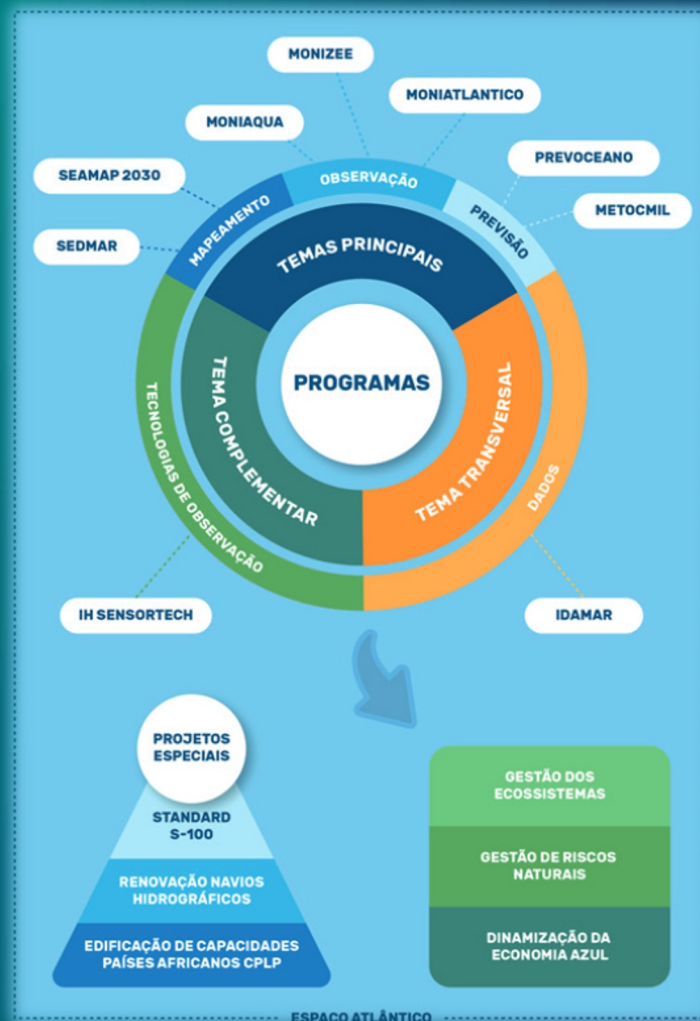 MONIZEE
MONIATLANTICO
MONIAQUA
PREVOCEANO
SEAMAP 2030
METOCMIL
SEDMAR
MAPEAMENTO
OBSERVAÇÃO
PREVISÃO
TEMAS PRINCIPAIS
PROGRAMAS
TEMA COMPLEMENTAR
TEMA TRANSVERSAL
TECNOLOGIAS DE OBSERVAÇÃO
DADOS
IH SENSORTECH
IDAMAR
PROJETOS
ESPECIAIS
STANDARD
S-100
RENOVAÇÃO NAVIOS
HIDROGRÁFICOS
EDIFICAÇÃO DE CAPACIDADES
PAÍSES AFRICANOS CPLP
GESTÃO DOS
ECOSSISTEMAS
GESTÃO DE RISCOS
NATURAIS
DINAMIZAÇÃO DA
ECONOMIA AZUL
ESPAÇO ATLÂNTICO